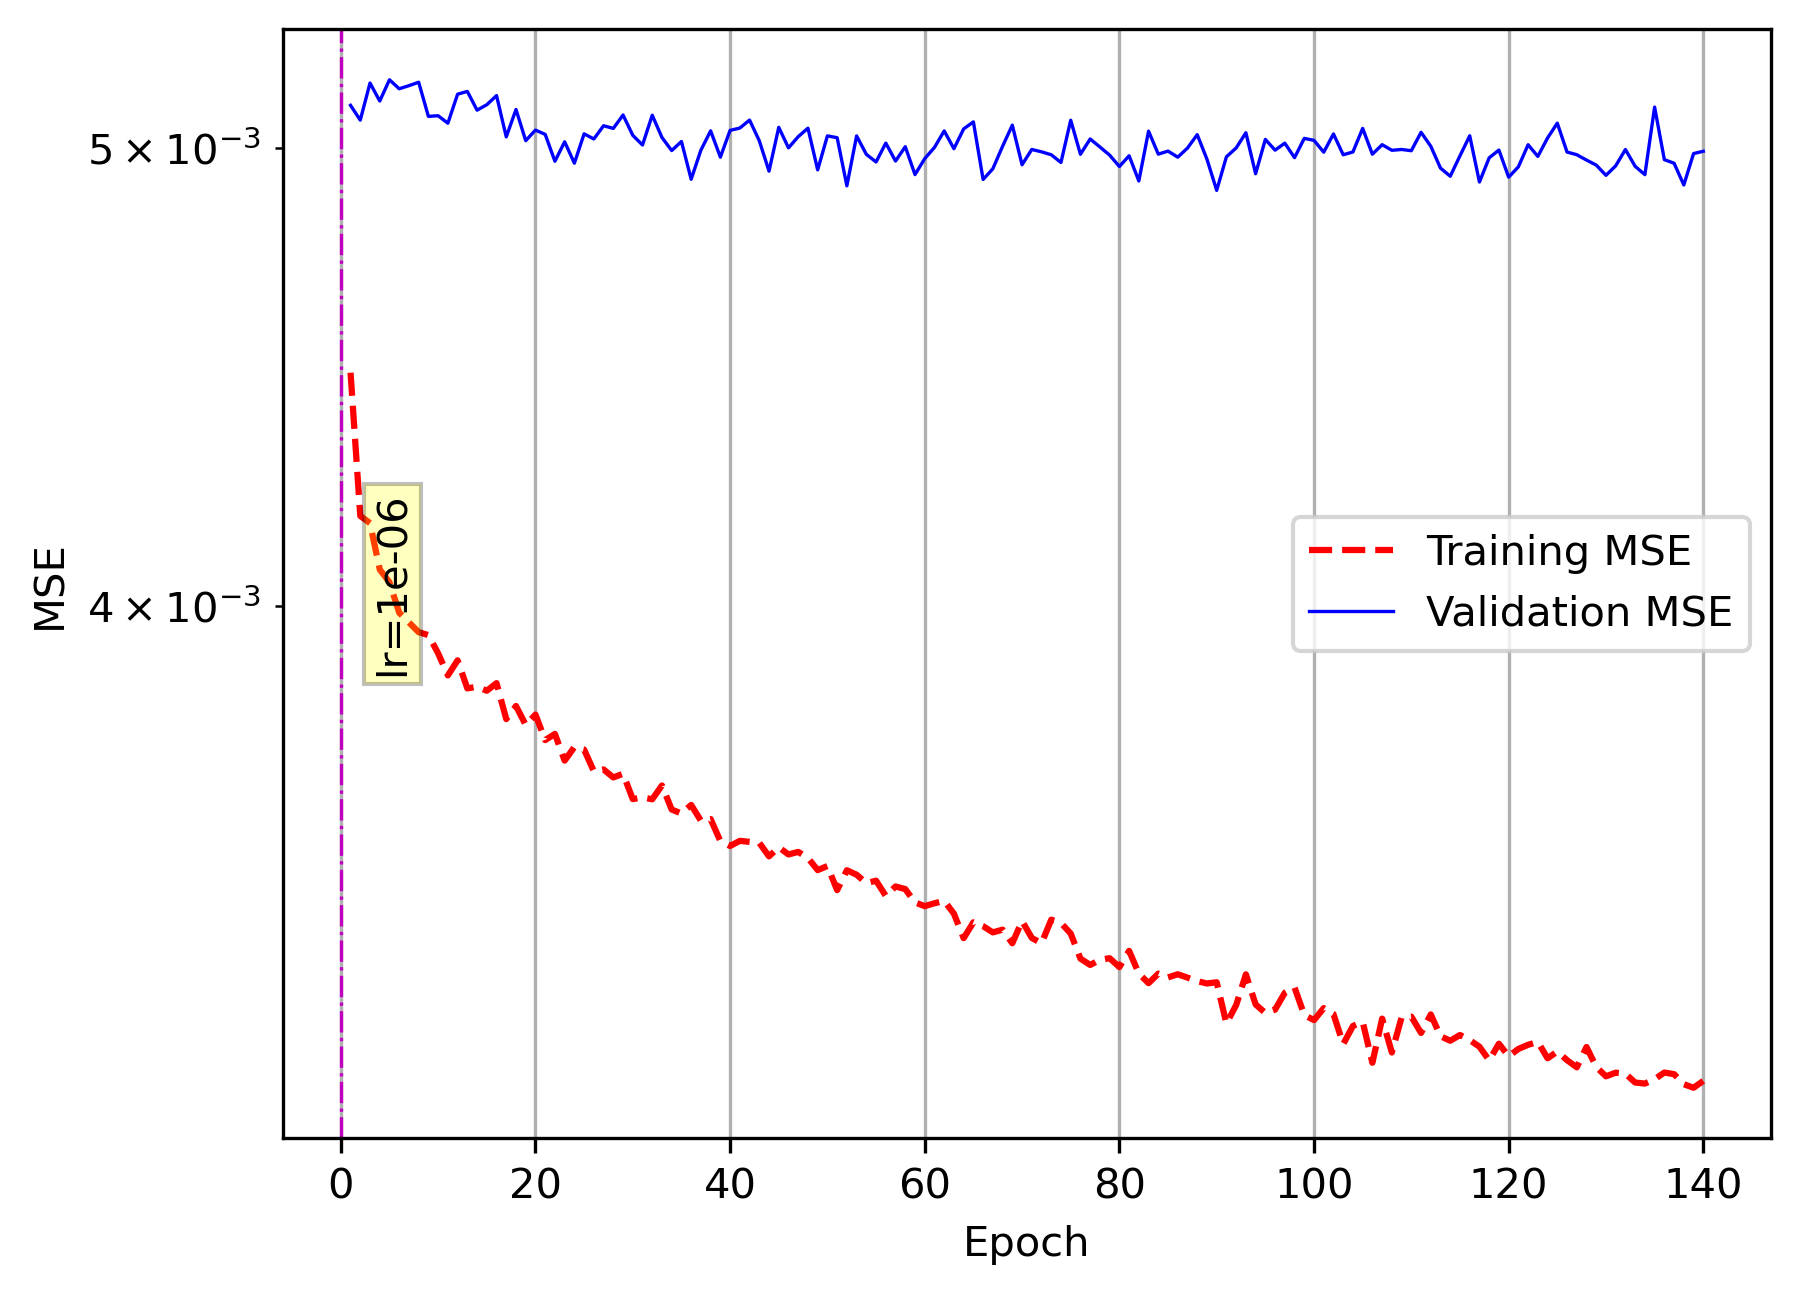 5 × 10⁻³
4 × 10⁻³
MSE
lr=1e-06
Training MSE
Validation MSE
0 20 40 60 80 100 120 140
Epoch